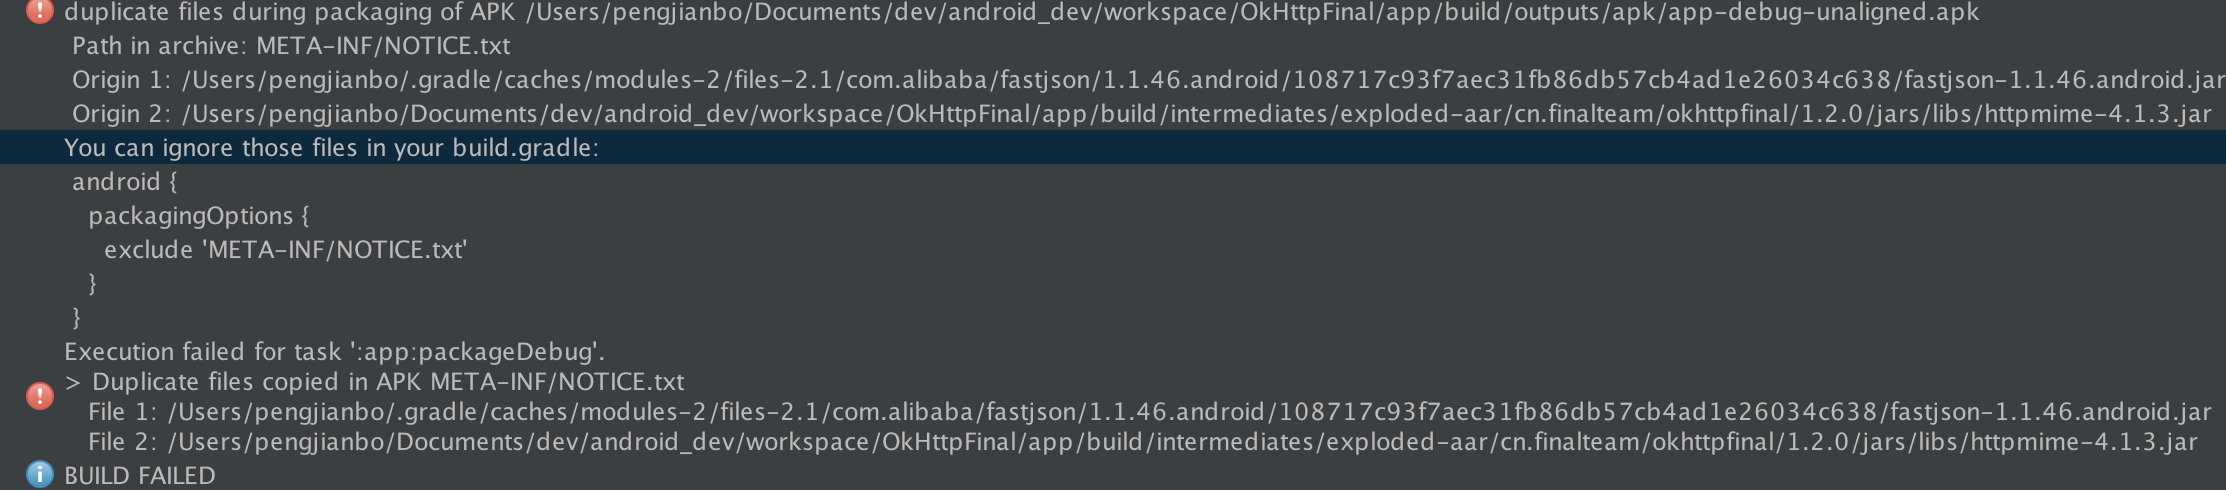 duplicate files during packaging of APK /Users/pengjianbo/Documents/dev/android_dev/workspace/OkHttpFinal/app/build/outputs/apk/app-debug-unaligned.apk
Path in archive: META-INF/NOTICE.txt
Origin 1: /Users/pengjianbo/.gradle/caches/modules-2/files-2.1/com.alibaba/fastjson/1.1.46.android/108717c93f7aec31fb86db57cb4ad1e26034c638/fastjson-1.1.46.android.jar
Origin 2: /Users/pengjianbo/Documents/dev/android_dev/workspace/OkHttpFinal/app/build/intermediates/exploded-aar/cn.finalteam/okhttpfinal/1.2.0/jars/libs/httpmime-4.1.3.jar
You can ignore those files in your build.gradle:
android {
packagingOptions {
exclude 'META-INF/NOTICE.txt'
}
}
Execution failed for task ':app:packageDebug'.
> Duplicate files copied in APK META-INF/NOTICE.txt
File 1: /Users/pengjianbo/.gradle/caches/modules-2/files-2.1/com.alibaba/fastjson/1.1.46.android/108717c93f7aec31fb86db57cb4ad1e26034c638/fastjson-1.1.46.android.jar
File 2: /Users/pengjianbo/Documents/dev/android_dev/workspace/OkHttpFinal/app/build/intermediates/exploded-aar/cn.finalteam/okhttpfinal/1.2.0/jars/libs/httpmime-4.1.3.jar
BUILD FAILED